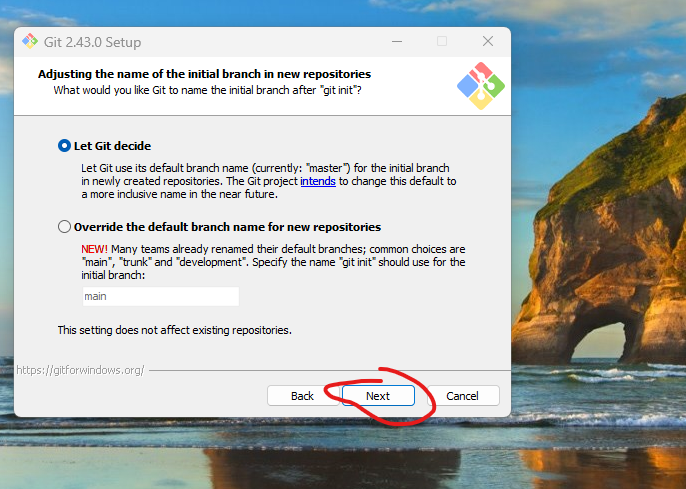 Git 2.43.0 Setup
Adjusting the name of the initial branch in new repositories
What would you like Git to name the initial branch after "git init"?
Let Git decide
Let Git use its default branch name (currently: "master") for the initial branch
in newly created repositories. The Git project intends to change this default to
a more inclusive name in the near future.
Override the default branch name for new repositories
NEW! Many teams already renamed their default branches; common choices are
"main", "trunk" and "development". Specify the name "git init" should use for the
initial branch:
main
This setting does not affect existing repositories.
https://gitforwindows.org/
Back Next Cancel